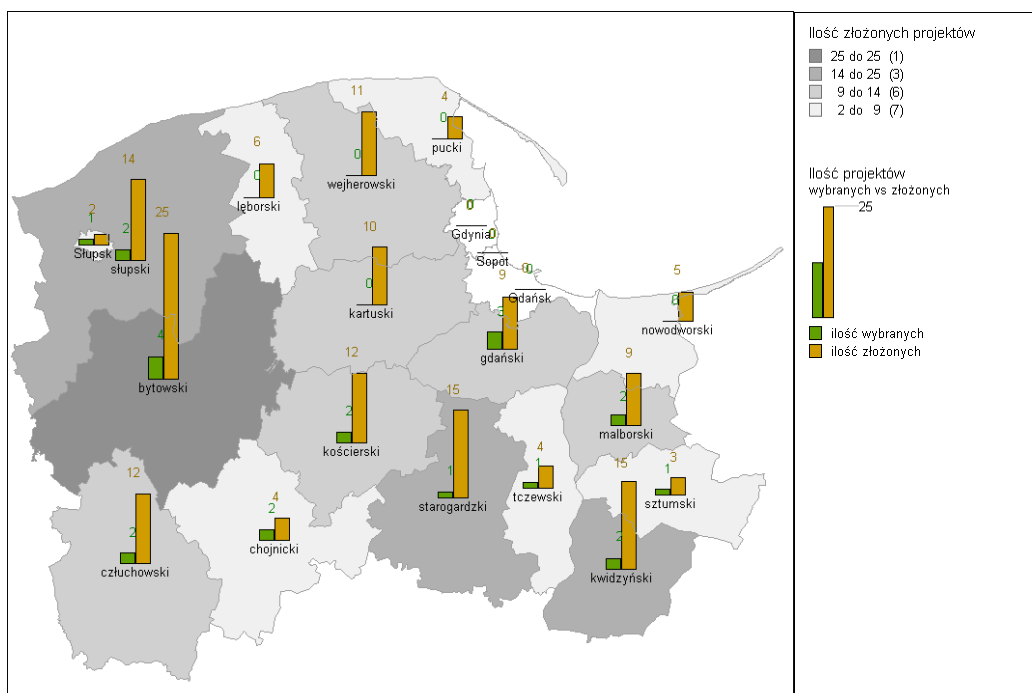 Ilość złożonych projektów
25 do 25 (1)
14 do 25 (3)
9 do 14 (6)
2 do 9 (7)
Ilość projektów
wybranych vs złożonych
25
ilość wybranych
ilość złożonych
11
0
wejherowski
4
0
pucki
6
0
lęborski
14
2
słupski
2
1
Słupsk
25
4
bytowski
0
Gdynia
0
Sopot
0
0
Gdańsk
10
0
kartuski
9
3
gdański
5
0
nowodworski
12
2
kościerski
9
2
malborski
15
1
starogardzki
4
1
tczewski
3
1
sztumski
15
2
kwidzyński
12
2
człuchowski
4
2
chojnicki